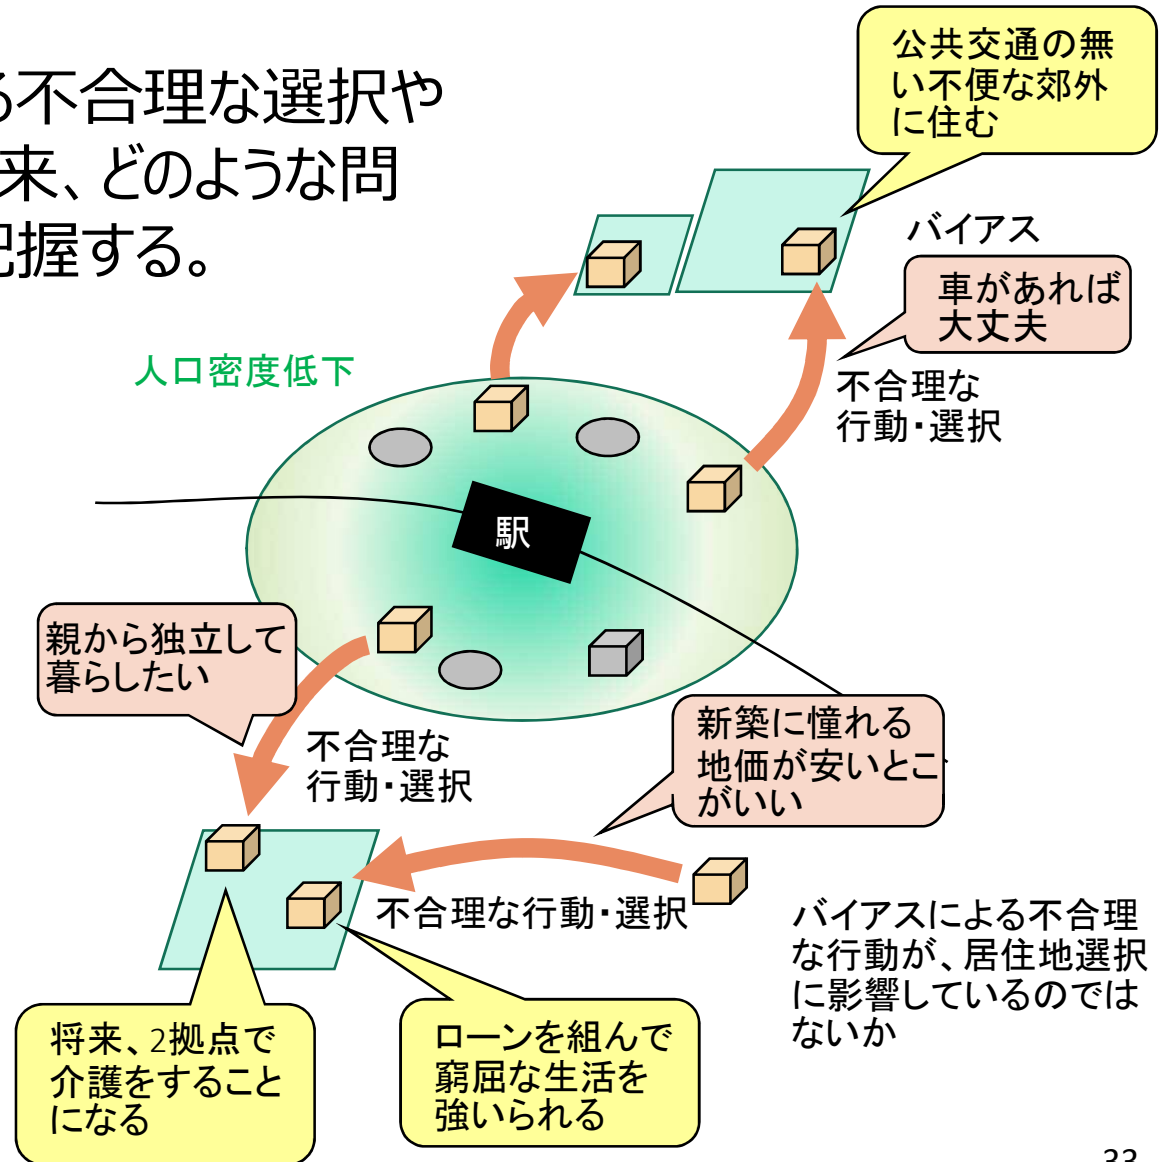 る不合理な選択や
来、どのような問
把握する。
公共交通の無
い不便な郊外
に住む
バイアス
車があれば
大丈夫
不合理な
行動・選択
人口密度低下
駅
親から独立して
暮らしたい
不合理な
行動・選択
新築に憧れる
地価が安いとこ
がいい
不合理な行動・選択
バイアスによる不合理
な行動が、居住地選択
に影響しているのでは
ないか
将来、2拠点で
介護をすること
になる
ローンを組んで
窮屈な生活を
強いられる
33